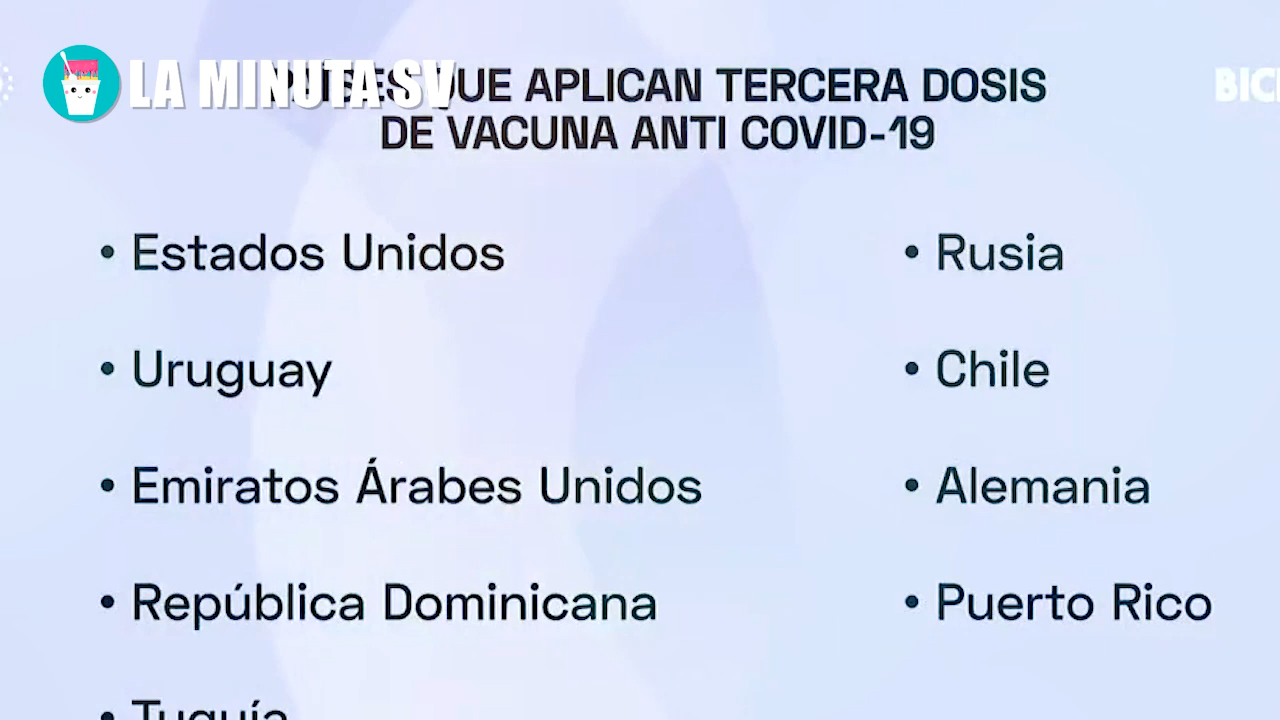 LA MINUTA SV
QUE APLICAN TERCERA DOSIS
DE VACUNA ANTI COVID-19
• Estados Unidos
• Uruguay
• Emiratos Árabes Unidos
• República Dominicana
• Tuquía
• Rusia
• Chile
• Alemania
• Puerto Rico